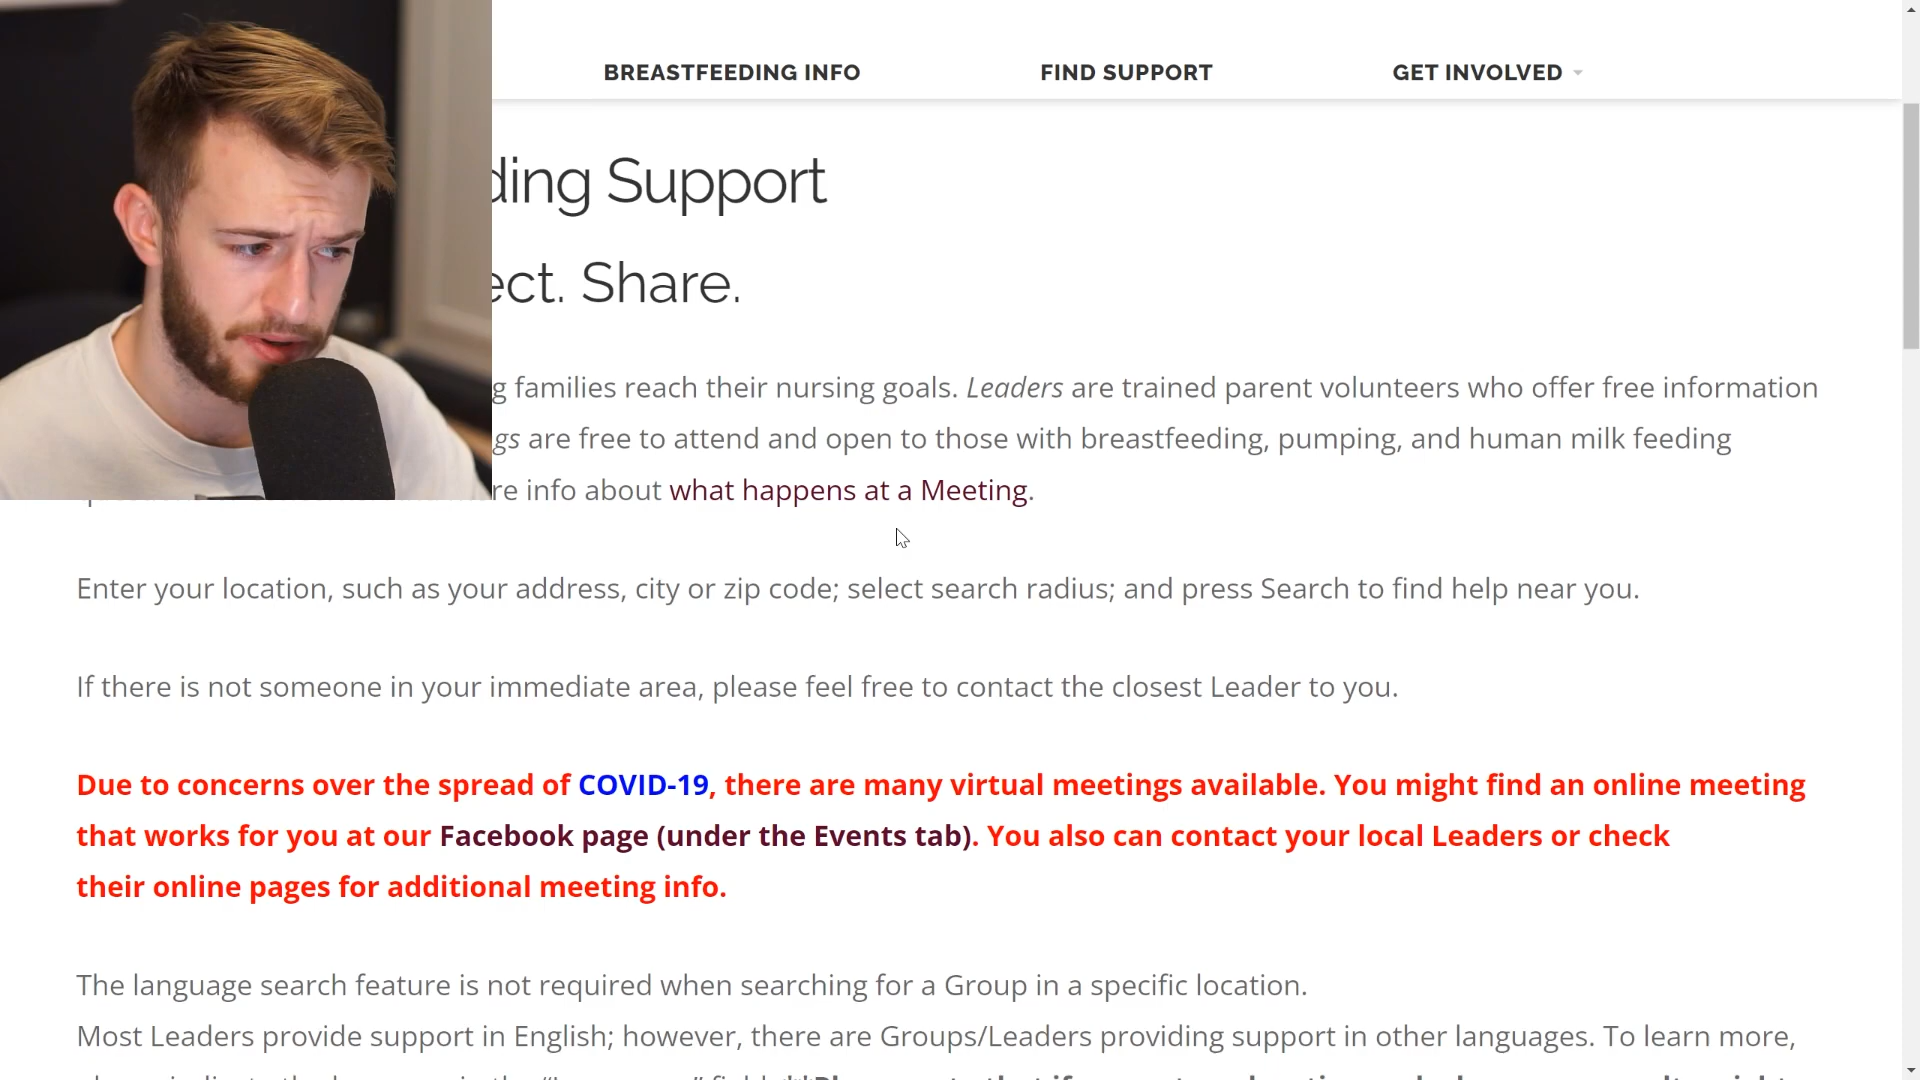 BREASTFEEDING INFO FIND SUPPORT GET INVOLVED
ding Support
ect. Share.
g families reach their nursing goals. Leaders are trained parent volunteers who offer free information
gs are free to attend and open to those with breastfeeding, pumping, and human milk feeding
re info about what happens at a Meeting.
Enter your location, such as your address, city or zip code; select search radius; and press Search to find help near you.
If there is not someone in your immediate area, please feel free to contact the closest Leader to you.
Due to concerns over the spread of COVID-19, there are many virtual meetings available. You might find an online meeting
that works for you at our Facebook page (under the Events tab). You also can contact your local Leaders or check
their online pages for additional meeting info.
The language search feature is not required when searching for a Group in a specific location.
Most Leaders provide support in English; however, there are Groups/Leaders providing support in other languages. To learn more,